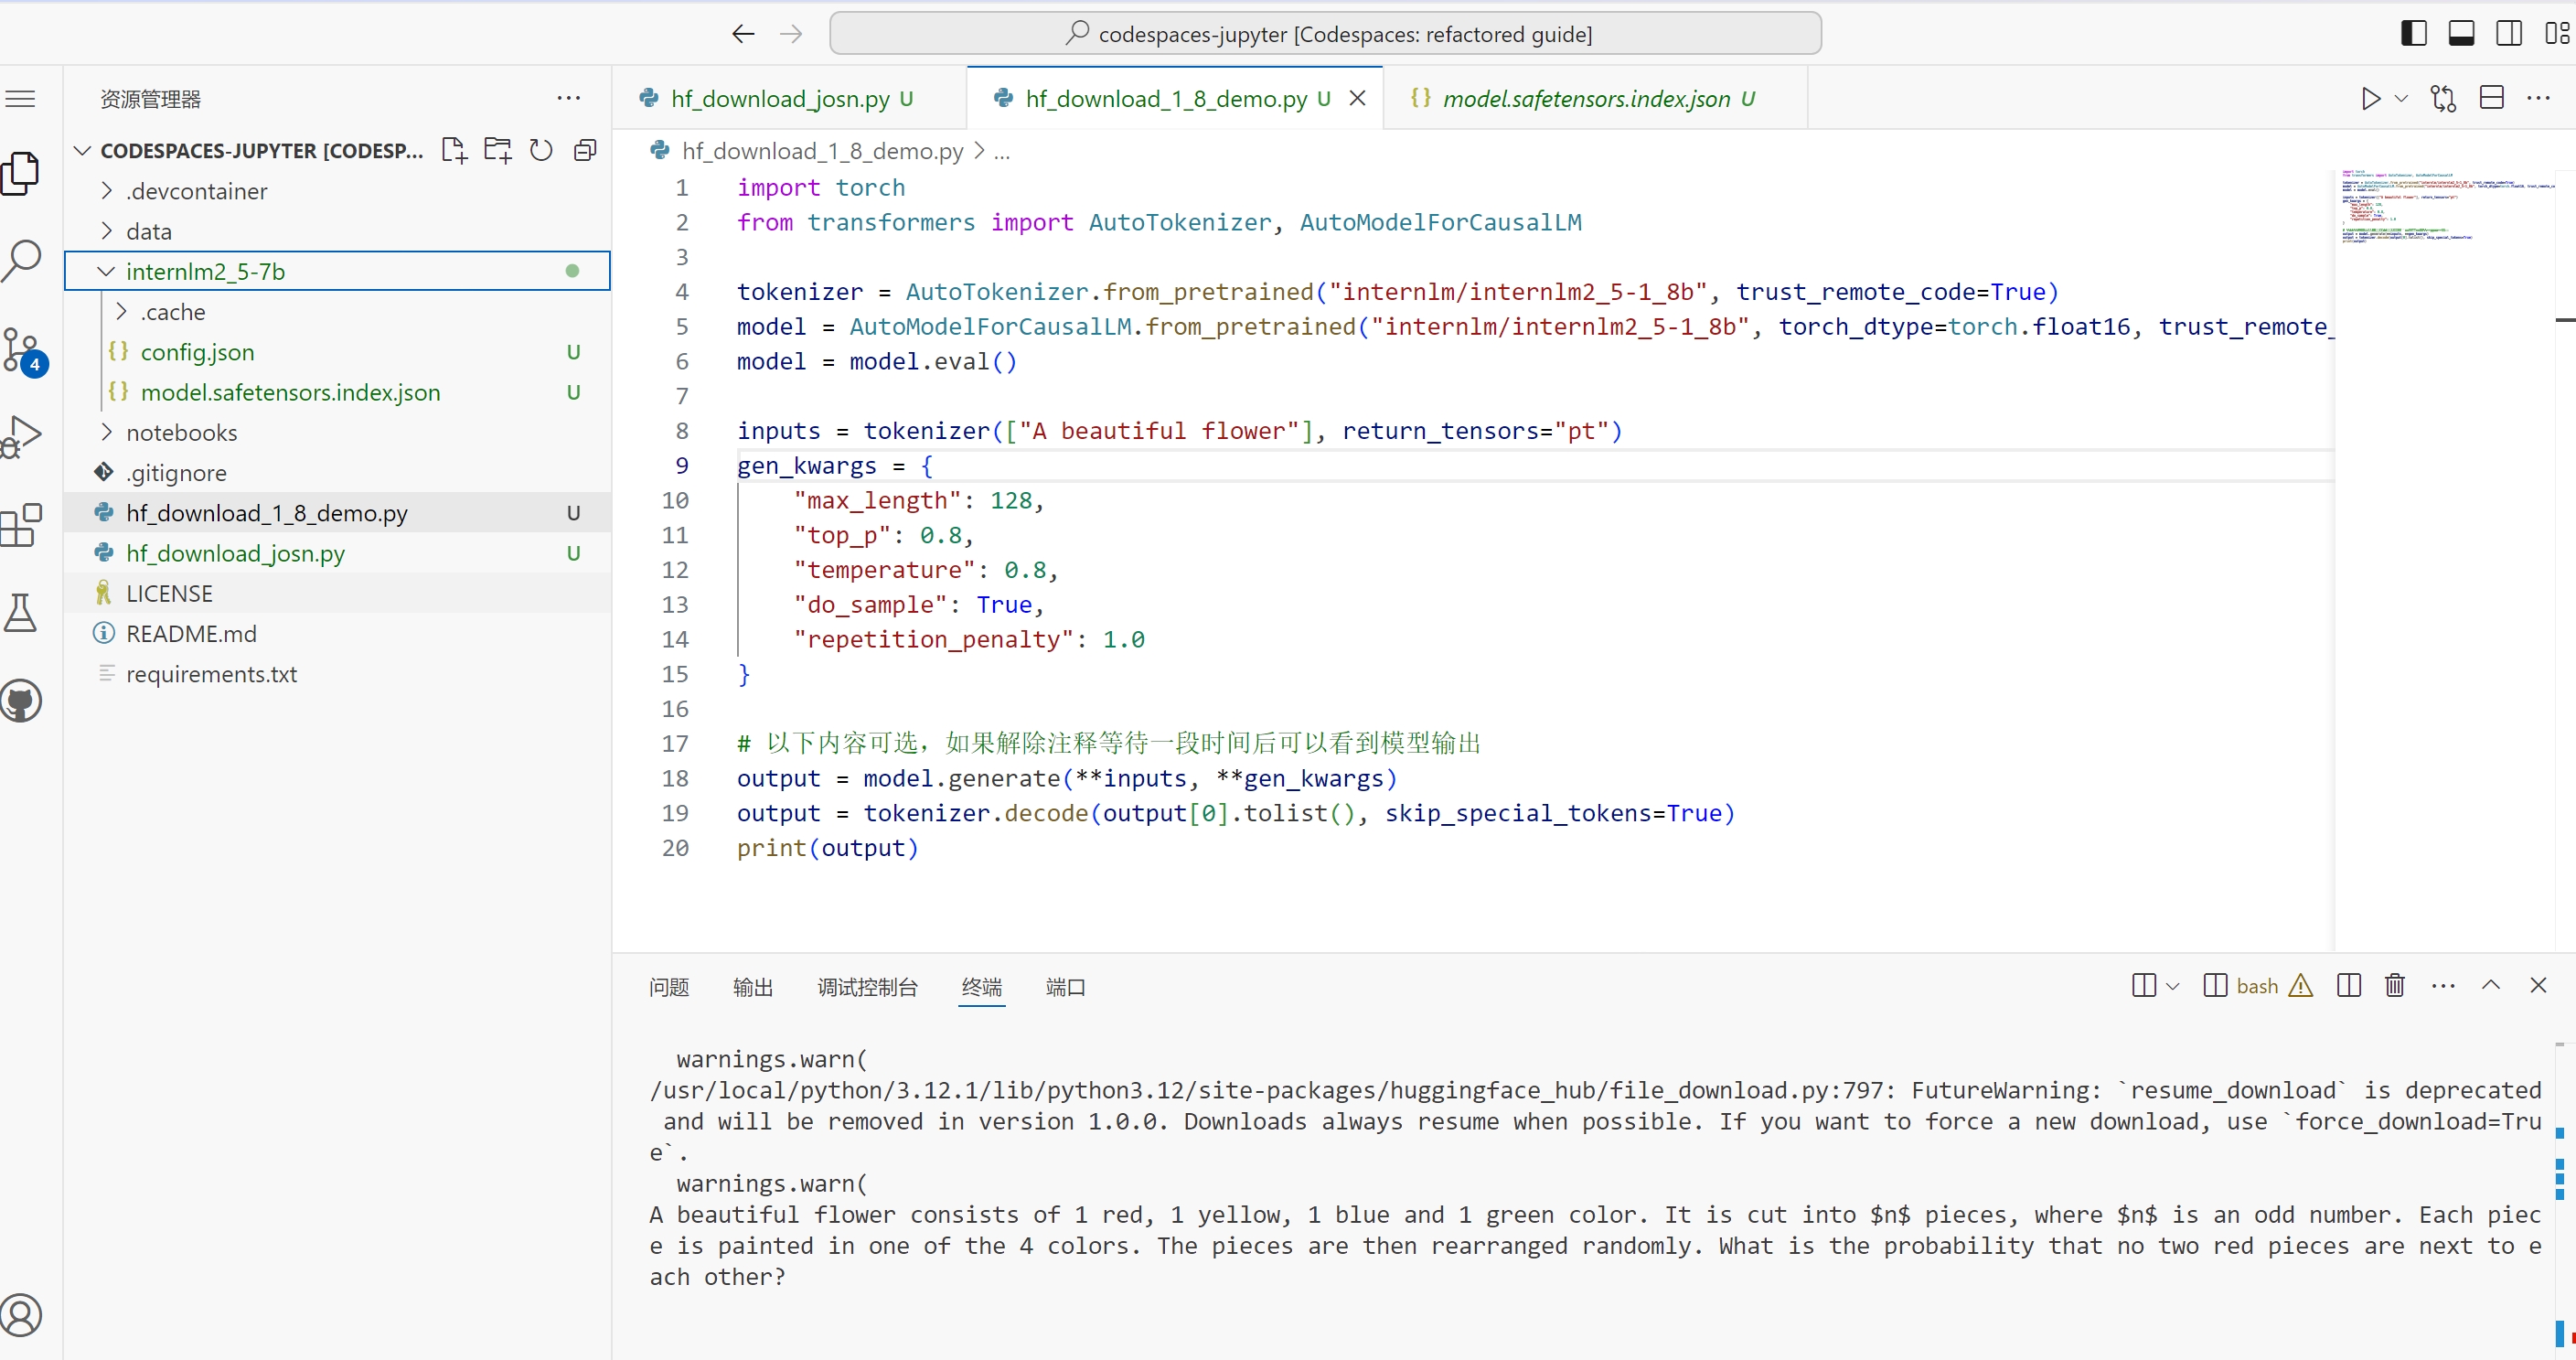 codespaces-jupyter [Codespaces: refactored guide]
资源管理器
CODESPACES-JUPYTER [CODESP...
.devcontainer
data
internlm2_5-7b
.cache
config.json U
model.safetensors.index.json U
notebooks
.gitignore
hf_download_1_8_demo.py U
hf_download_josn.py U
LICENSE
README.md
requirements.txt
4
hf_download_josn.py U
hf_download_1_8_demo.py U
model.safetensors.index.json U
hf_download_1_8_demo.py > ...
1 import torch
2 from transformers import AutoTokenizer, AutoModelForCausalLM
3
4 tokenizer = AutoTokenizer.from_pretrained("internlm/internlm2_5-1_8b", trust_remote_code=True)
5 model = AutoModelForCausalLM.from_pretrained("internlm/internlm2_5-1_8b", torch_dtype=torch.float16, trust_remote_
6 model = model.eval()
7
8 inputs = tokenizer(["A beautiful flower"], return_tensors="pt")
9 gen_kwargs = {
10 "max_length": 128,
11 "top_p": 0.8,
12 "temperature": 0.8,
13 "do_sample": True,
14 "repetition_penalty": 1.0
15 }
16
17 # 以下内容可选，如果解除注释等待一段时间后可以看到模型输出
18 output = model.generate(**inputs, **gen_kwargs)
19 output = tokenizer.decode(output[0].tolist(), skip_special_tokens=True)
20 print(output)
问题 输出 调试控制台 终端 端口
bash
warnings.warn(
/usr/local/python/3.12.1/lib/python3.12/site-packages/huggingface_hub/file_download.py:797: FutureWarning: `resume_download` is deprecated
and will be removed in version 1.0.0. Downloads always resume when possible. If you want to force a new download, use `force_download=Tru
e`.
warnings.warn(
A beautiful flower consists of 1 red, 1 yellow, 1 blue and 1 green color. It is cut into $n$ pieces, where $n$ is an odd number. Each piec
e is painted in one of the 4 colors. The pieces are then rearranged randomly. What is the probability that no two red pieces are next to e
ach other?